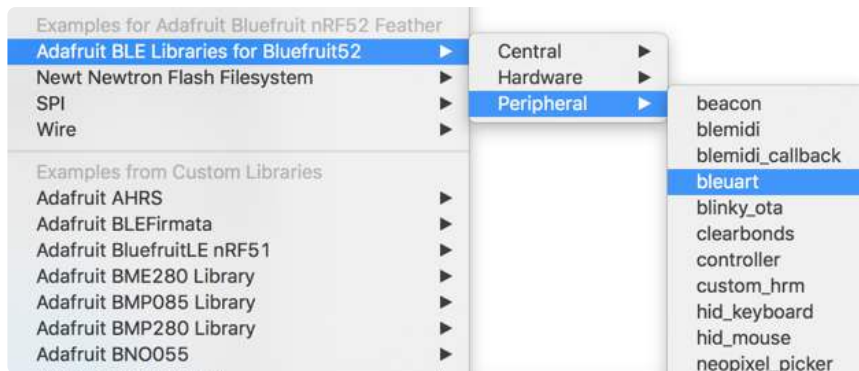 Examples for Adafruit Bluefruit nRF52 Feather
Adafruit BLE Libraries for Bluefruit52
Newt Newtron Flash Filesystem
SPI
Wire
Examples from Custom Libraries
Adafruit AHRS
Adafruit BLEFirmata
Adafruit BluefruitLE nRF51
Adafruit BME280 Library
Adafruit BMP085 Library
Adafruit BMP280 Library
Adafruit BNO055
Central
Hardware
Peripheral
beacon
blemidi
blemidi_callback
bleuart
blinky_ota
clearbonds
controller
custom_hrm
hid_keyboard
hid_mouse
neopixel_picker